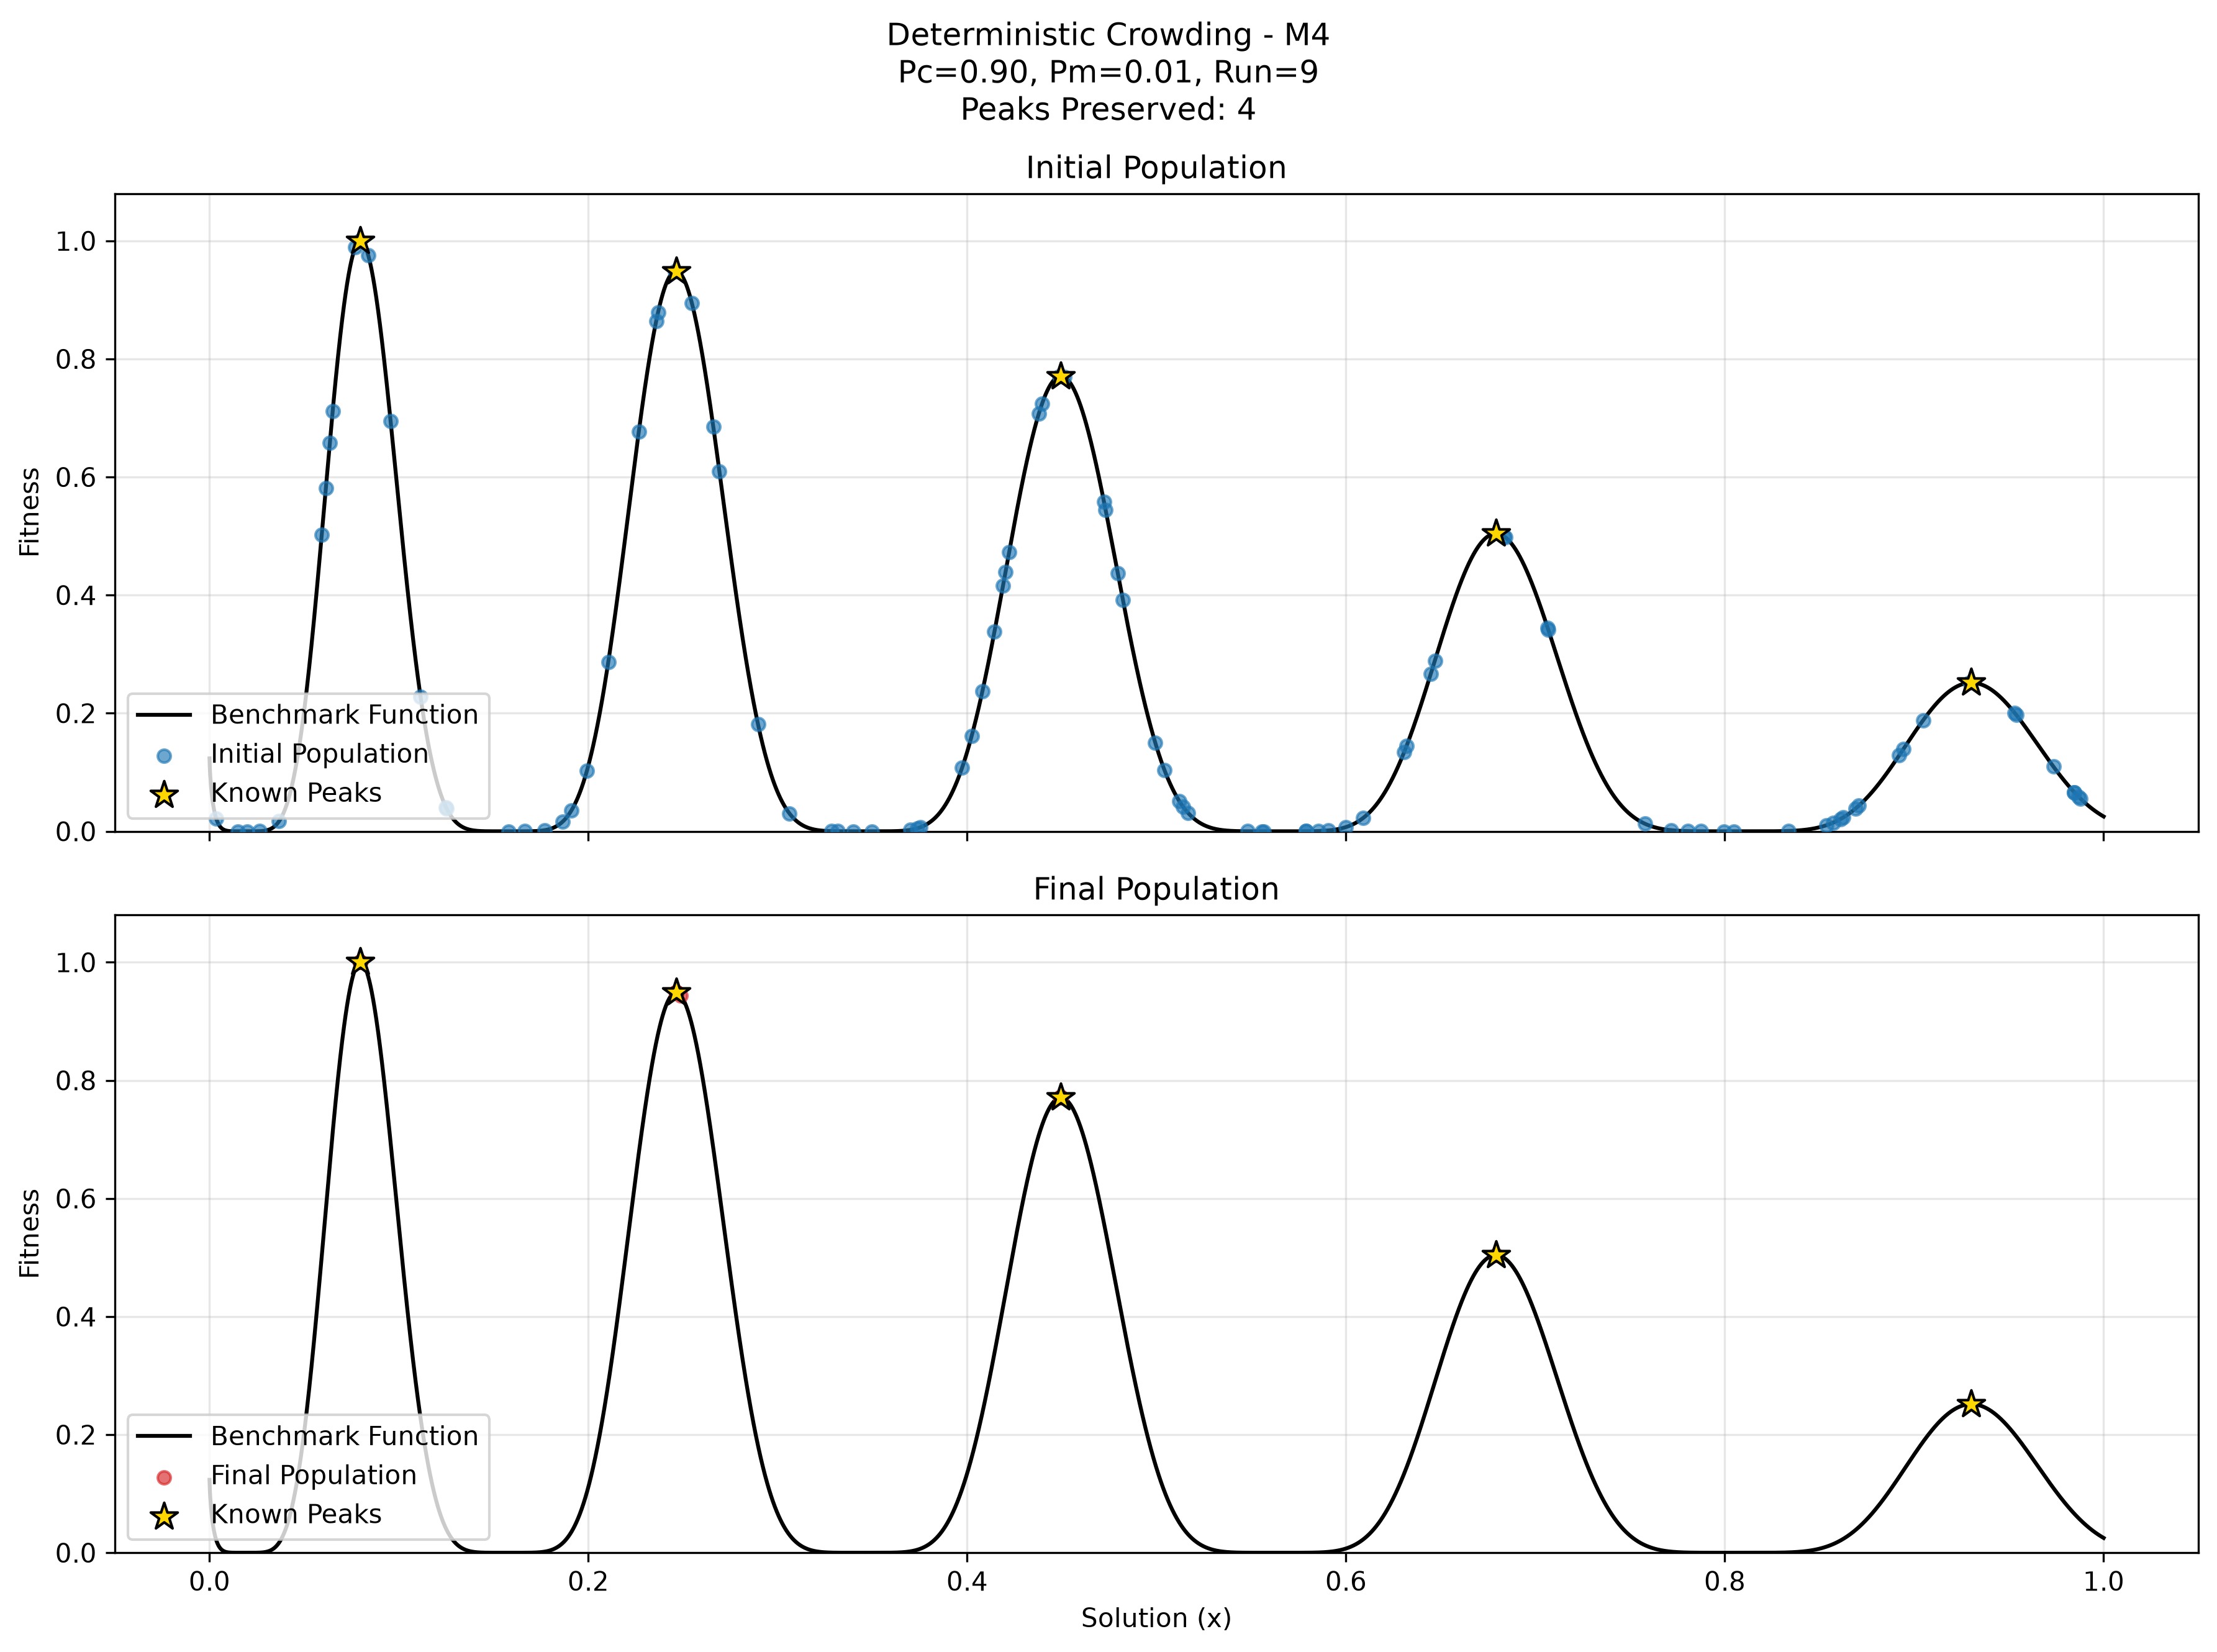 Deterministic Crowding - M4
Pc=0.90, Pm=0.01, Run=9
Peaks Preserved: 4
Initial Population
1.0
0.8
0.6
0.4
0.2
0.0
Fitness
Benchmark Function
Initial Population
Known Peaks
Final Population
1.0
0.8
0.6
0.4
0.2
0.0
Fitness
Benchmark Function
Final Population
Known Peaks
0.0 0.2 0.4 0.6 0.8 1.0
Solution (x)